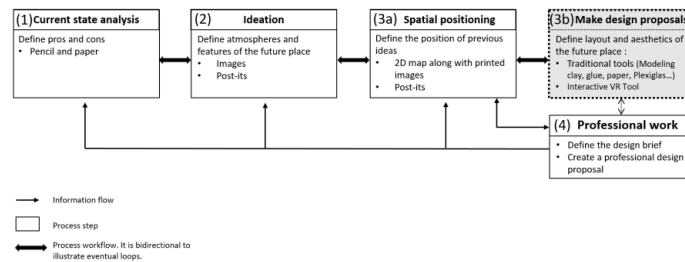 (1) Current state analysis
Define pros and cons
• Pencil and paper
(2) Ideation
Define atmospheres and
features of the future place
• Images
• Post-its
(3a) Spatial positioning
Define the position of previous
ideas
• 2D map along with printed
images
• Post-its
(3b) Make design proposals
Define layout and aesthetics of
the future place :
• Traditional tools (Modeling
clay, glue, paper, Plexiglas...)
• Interactive VR Tool
(4) Professional work
• Define the design brief
• Create a professional design
proposal
Information flow
Process step
Process workflow. It is bidirectional to
illustrate eventual loops.